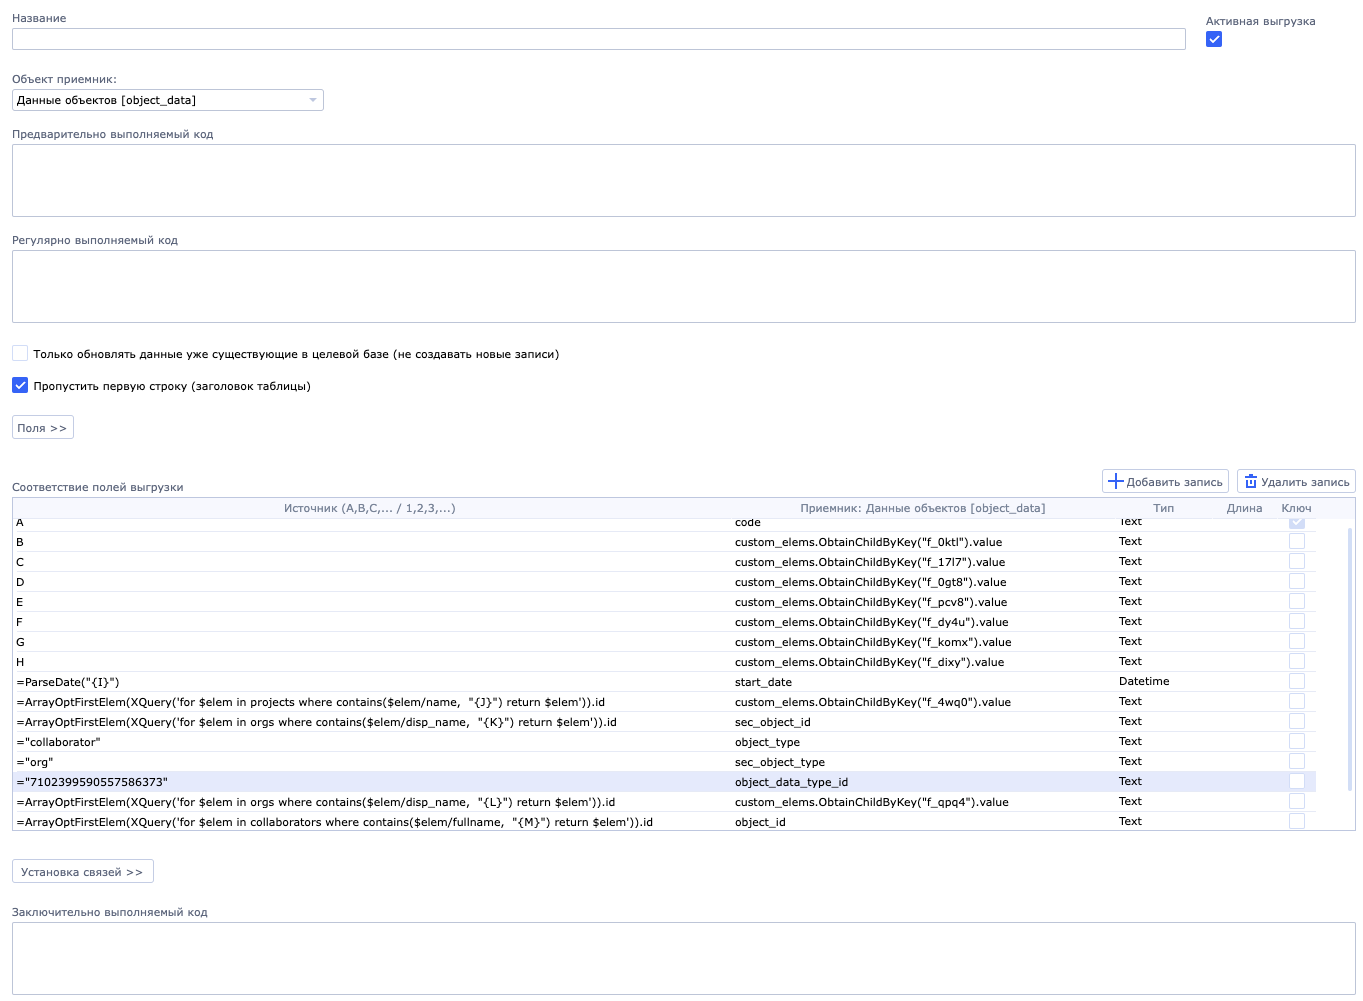 Название
Активная выгрузка
Объект приемник:
Данные объектов [object_data]
Предварительно выполняемый код
Регулярно выполняемый код
Только обновлять данные уже существующие в целевой базе (не создавать новые записи)
Пропустить первую строку (заголовок таблицы)
Поля >>
Соответствие полей выгрузки
Добавить запись
Удалить запись
Источник (A,B,C,... / 1,2,3,...) Приемник: Данные объектов [object_data] Тип Длина Ключ
A code Text
B custom_elems.ObtainChildByKey("f_0ktl").value Text
C custom_elems.ObtainChildByKey("f_17l7").value Text
D custom_elems.ObtainChildByKey("f_0gt8").value Text
E custom_elems.ObtainChildByKey("f_pcv8").value Text
F custom_elems.ObtainChildByKey("f_dy4u").value Text
G custom_elems.ObtainChildByKey("f_komx").value Text
H custom_elems.ObtainChildByKey("f_dixy").value Text
=ParseDate("{I}") start_date Datetime
=ArrayOptFirstElem(XQuery('for $elem in projects where contains($elem/name,  "{J}") return $elem')).id custom_elems.ObtainChildByKey("f_4wq0").value Text
=ArrayOptFirstElem(XQuery('for $elem in orgs where contains($elem/disp_name,  "{K}") return $elem')).id sec_object_id Text
="collaborator" object_type Text
="org" sec_object_type Text
="7102399590557586373" object_data_type_id Text
=ArrayOptFirstElem(XQuery('for $elem in orgs where contains($elem/disp_name,  "{L}") return $elem')).id custom_elems.ObtainChildByKey("f_qpq4").value Text
=ArrayOptFirstElem(XQuery('for $elem in collaborators where contains($elem/fullname,  "{M}") return $elem')).id object_id Text
Установка связей >>
Заключительно выполняемый код